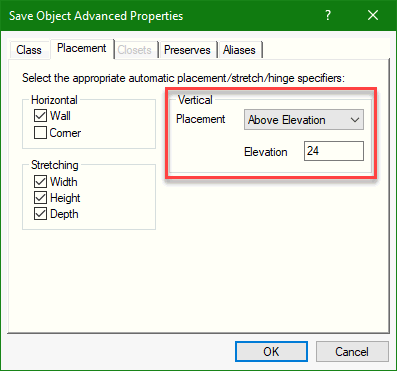 Save Object Advanced Properties
Class Placement Closets Preserves Aliases
Select the appropriate automatic placement/stretch/hinge specifiers:
Horizontal
Wall
Corner
Stretching
Width
Height
Depth
Vertical
Placement Above Elevation
Elevation 24
OK Cancel